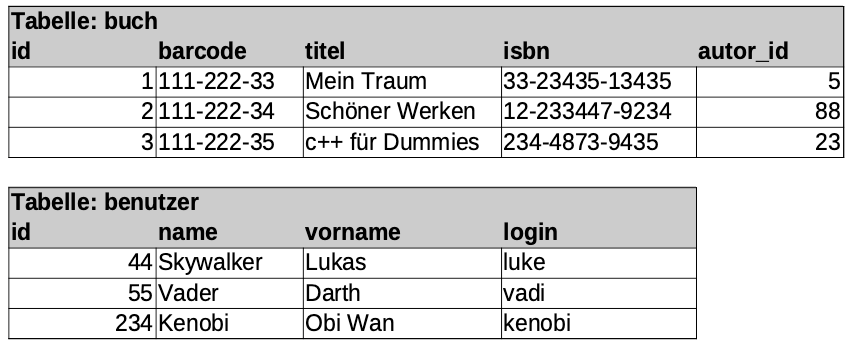 Tabelle: buch
id barcode titel isbn autor_id
1 111-222-33 Mein Traum 33-23435-13435 5
2 111-222-34 Schöner Werken 12-233447-9234 88
3 111-222-35 c++ für Dummies 234-4873-9435 23
Tabelle: benutzer
id name vorname login
44 Skywalker Lukas luke
55 Vader Darth vadi
234 Kenobi Obi Wan kenobi